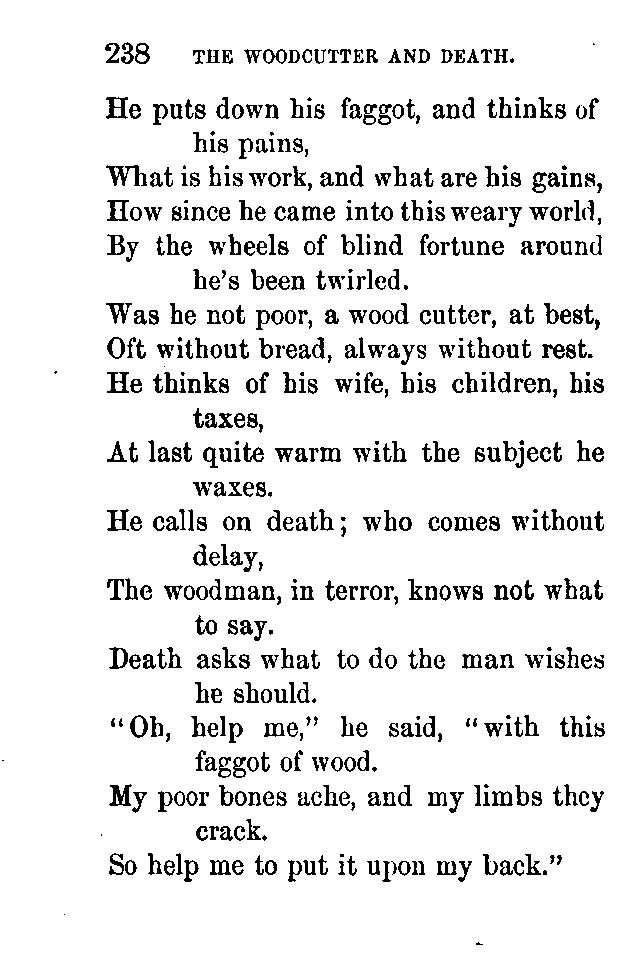 238 THE WOODCUTTER AND DEATH.
He puts down his faggot, and thinks of
his pains,
What is his work, and what are his gains,
How since he came into this weary world,
By the wheels of blind fortune around
he's been twirled.
Was he not poor, a wood cutter, at best,
Oft without bread, always without rest.
He thinks of his wife, his children, his
taxes,
At last quite warm with the subject he
waxes.
He calls on death; who comes without
delay,
The woodman, in terror, knows not what
to say.
Death asks what to do the man wishes
he should.
"Oh, help me," he said, "with this
faggot of wood.
My poor bones ache, and my limbs they
crack.
So help me to put it upon my back."